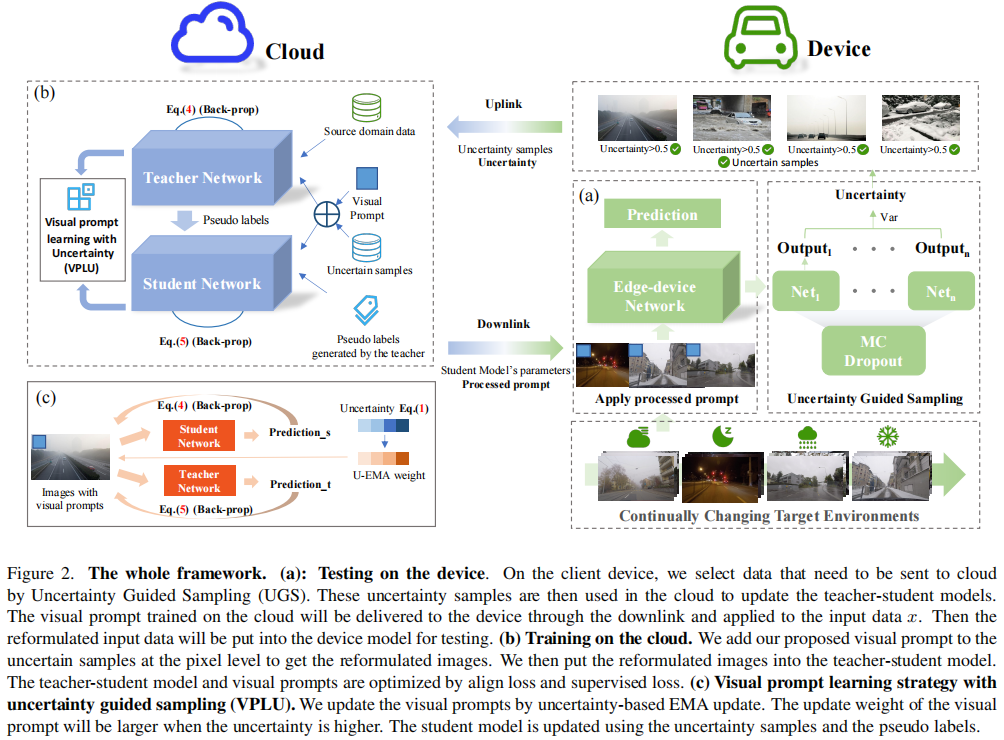 Cloud
Device
(b)
Eq.(4) (Back-prop)
Source domain data
Teacher Network
Visual prompt
learning with
Uncertainty
(VPLU)
Pseudo labels
Visual
Prompt
Student Network
Uncertain samples
Eq.(5) (Back-prop)
Pseudo labels
generated by the teacher
Uplink
Uncertainty samples
Uncertainty
Downlink
Student Model's parameters
Processed prompt
Uncertainty>0.5 Uncertainty>0.5 Uncertainty>0.5 Uncertainty>0.5
Uncertain samples
(a)
Prediction
Edge-device
Network
Apply processed prompt
Uncertainty
Var
Output1 • • • Outputn
Net1 • • • Netn
MC
Dropout
Uncertainty Guided Sampling
Continually Changing Target Environments
(c)
Eq.(4) (Back-prop)
Student
Network
Prediction_s
Uncertainty Eq.(1)
Teacher
Network
Prediction_t
U-EMA weight
Eq.(5) (Back-prop)
Images with
visual prompts
Figure 2. The whole framework. (a): Testing on the device. On the client device, we select data that need to be sent to cloud
by Uncertainty Guided Sampling (UGS). These uncertainty samples are then used in the cloud to update the teacher-student models.
The visual prompt trained on the cloud will be delivered to the device through the downlink and applied to the input data x. Then the
reformulated input data will be put into the device model for testing. (b) Training on the cloud. We add our proposed visual prompt to the
uncertain samples at the pixel level to get the reformulated images. We then put the reformulated images into the teacher-student model.
The teacher-student model and visual prompts are optimized by align loss and supervised loss. (c) Visual prompt learning strategy with
uncertainty guided sampling (VPLU). We update the visual prompts by uncertainty-based EMA update. The update weight of the visual
prompt will be larger when the uncertainty is higher. The student model is updated using the uncertainty samples and the pseudo labels.